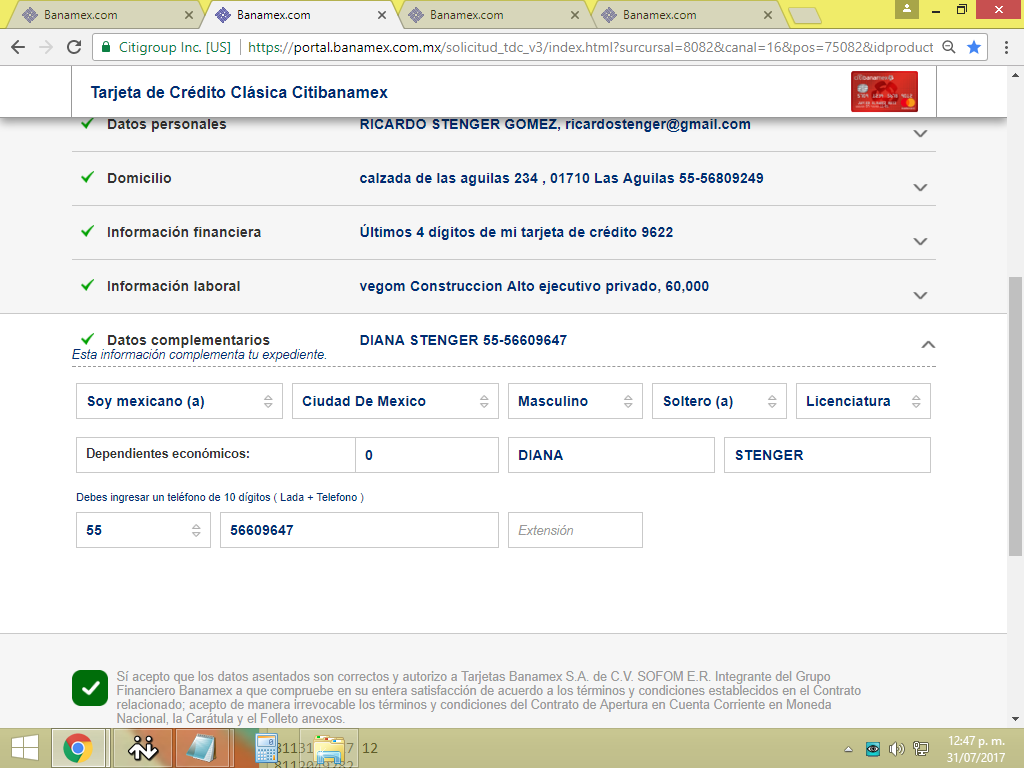 Banamex.com
Banamex.com
Banamex.com
Banamex.com
Citigroup Inc. [US]
https://portal.banamex.com.mx/solicitud_tdc_v3/index.html?sursursal=8082&canal=16&pos=75082&idproduct
Tarjeta de Crédito Clásica Citibanamex
Datos personales
RICARDO STENGER GOMEZ, ricardostenger@gmail.com
Domicilio
calzada de las aguilas 234 , 01710 Las Aguilas 55-56809249
Información financiera
Últimos 4 dígitos de mi tarjeta de crédito 9622
Información laboral
vegom Construccion Alto ejecutivo privado, 60,000
Datos complementarios
DIANA STENGER 55-56609647
Esta información complementa tu expediente.
Soy mexicano (a)
Ciudad De Mexico
Masculino
Soltero (a)
Licenciatura
Dependientes económicos:
0
DIANA
STENGER
Debes ingresar un teléfono de 10 dígitos ( Lada + Telefono )
55
56609647
Extensión
Sí acepto que los datos asentados son correctos y autorizo a Tarjetas Banamex S.A. de C.V. SOFOM E.R. Integrante del Grupo
Financiero Banamex a que compruebe en su entera satisfacción de acuerdo a los términos y condiciones establecidos en el Contrato
relacionado; acepto de manera irrevocable los términos y condiciones del Contrato de Apertura en Cuenta Corriente en Moneda
Nacional, la Carátula y el Folleto anexos.
12
12:47 p. m.
31/07/2017